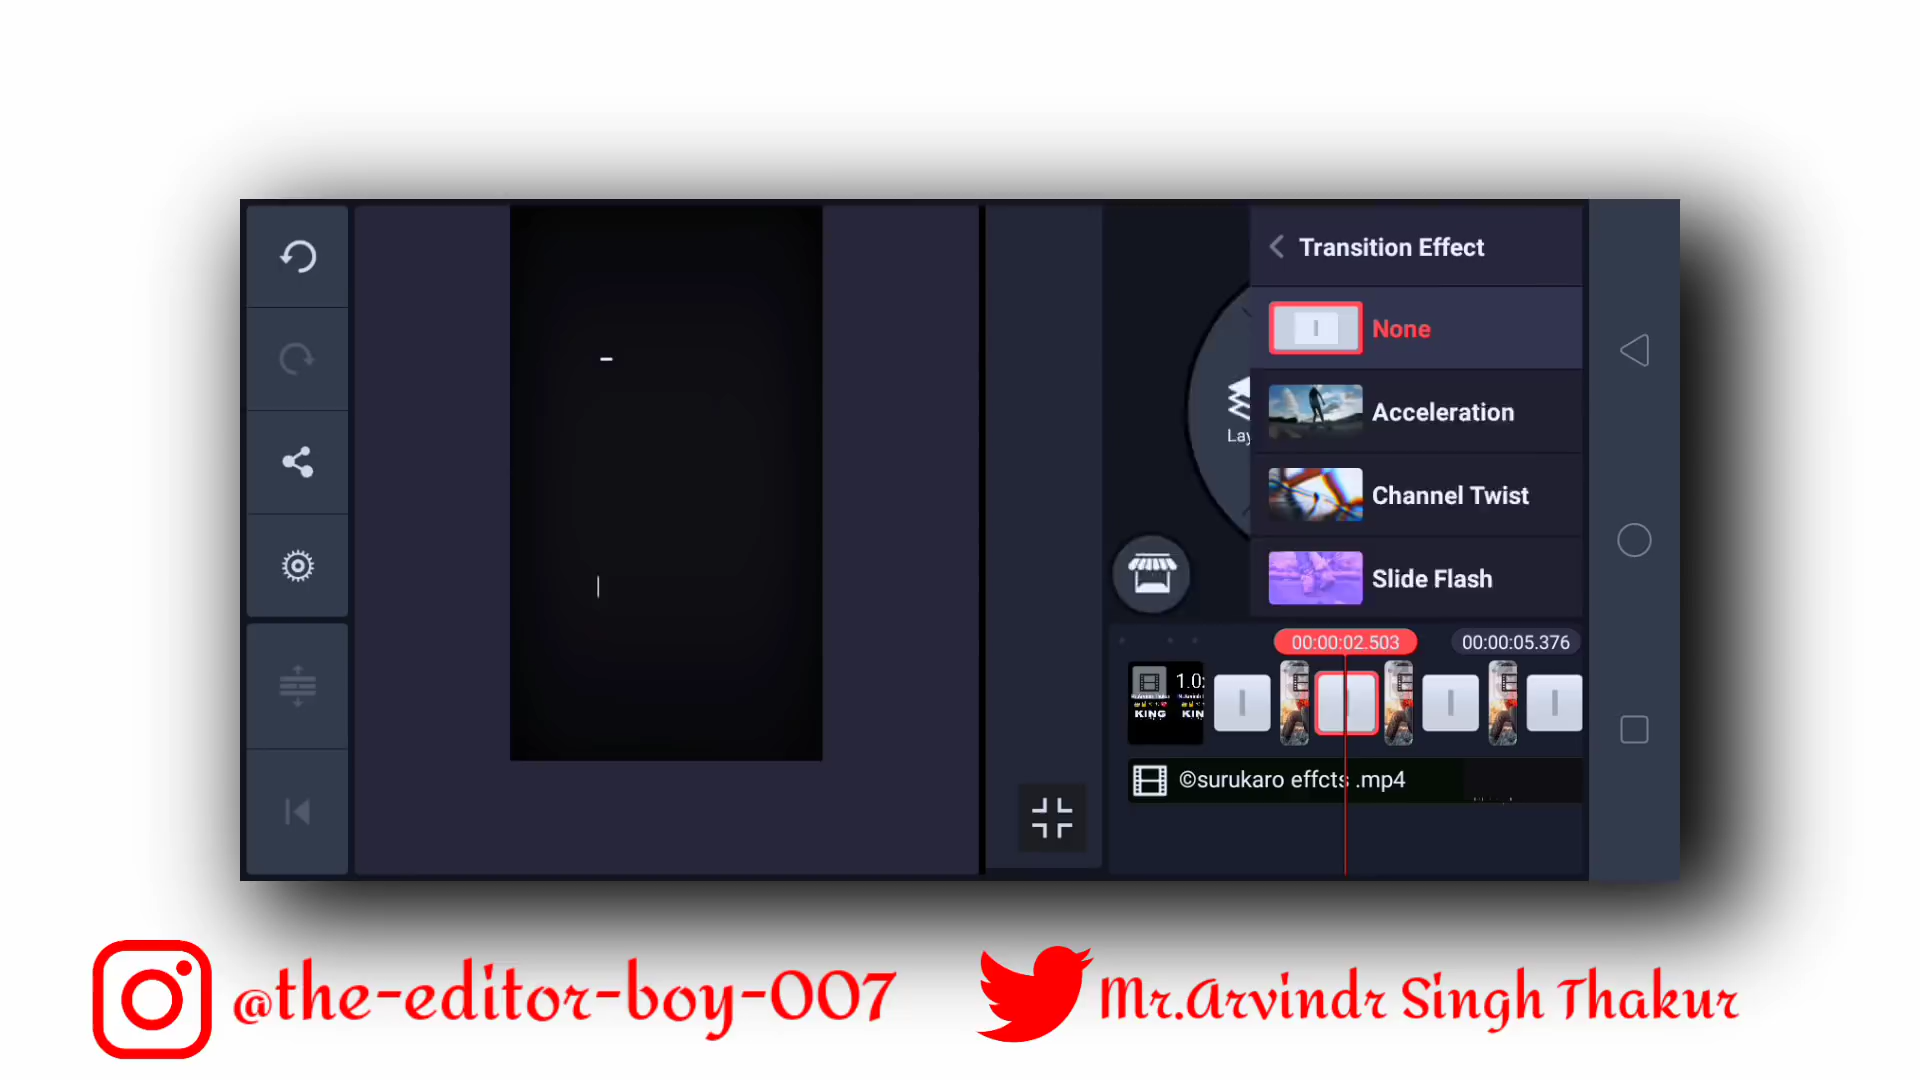 Transition Effect
None
Acceleration
Lay
Channel Twist
Slide Flash
00:00:02.503
00:00:05.376
1.0
KING
KIN
©surukaro effcts .mp4
@the-editor-boy-007
Mr.Arvindr Singh Thakur